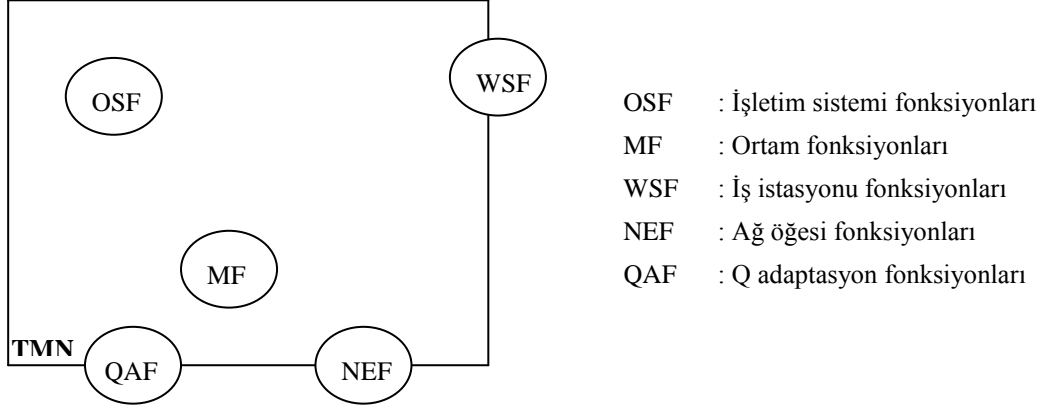 OSF
WSF
MF
TMN
QAF
NEF
OSF : İşletim sistemi fonksiyonları
MF : Ortam fonksiyonları
WSF : İş istasyonu fonksiyonları
NEF : Ağ öğesi fonksiyonları
QAF : Q adaptasyon fonksiyonları